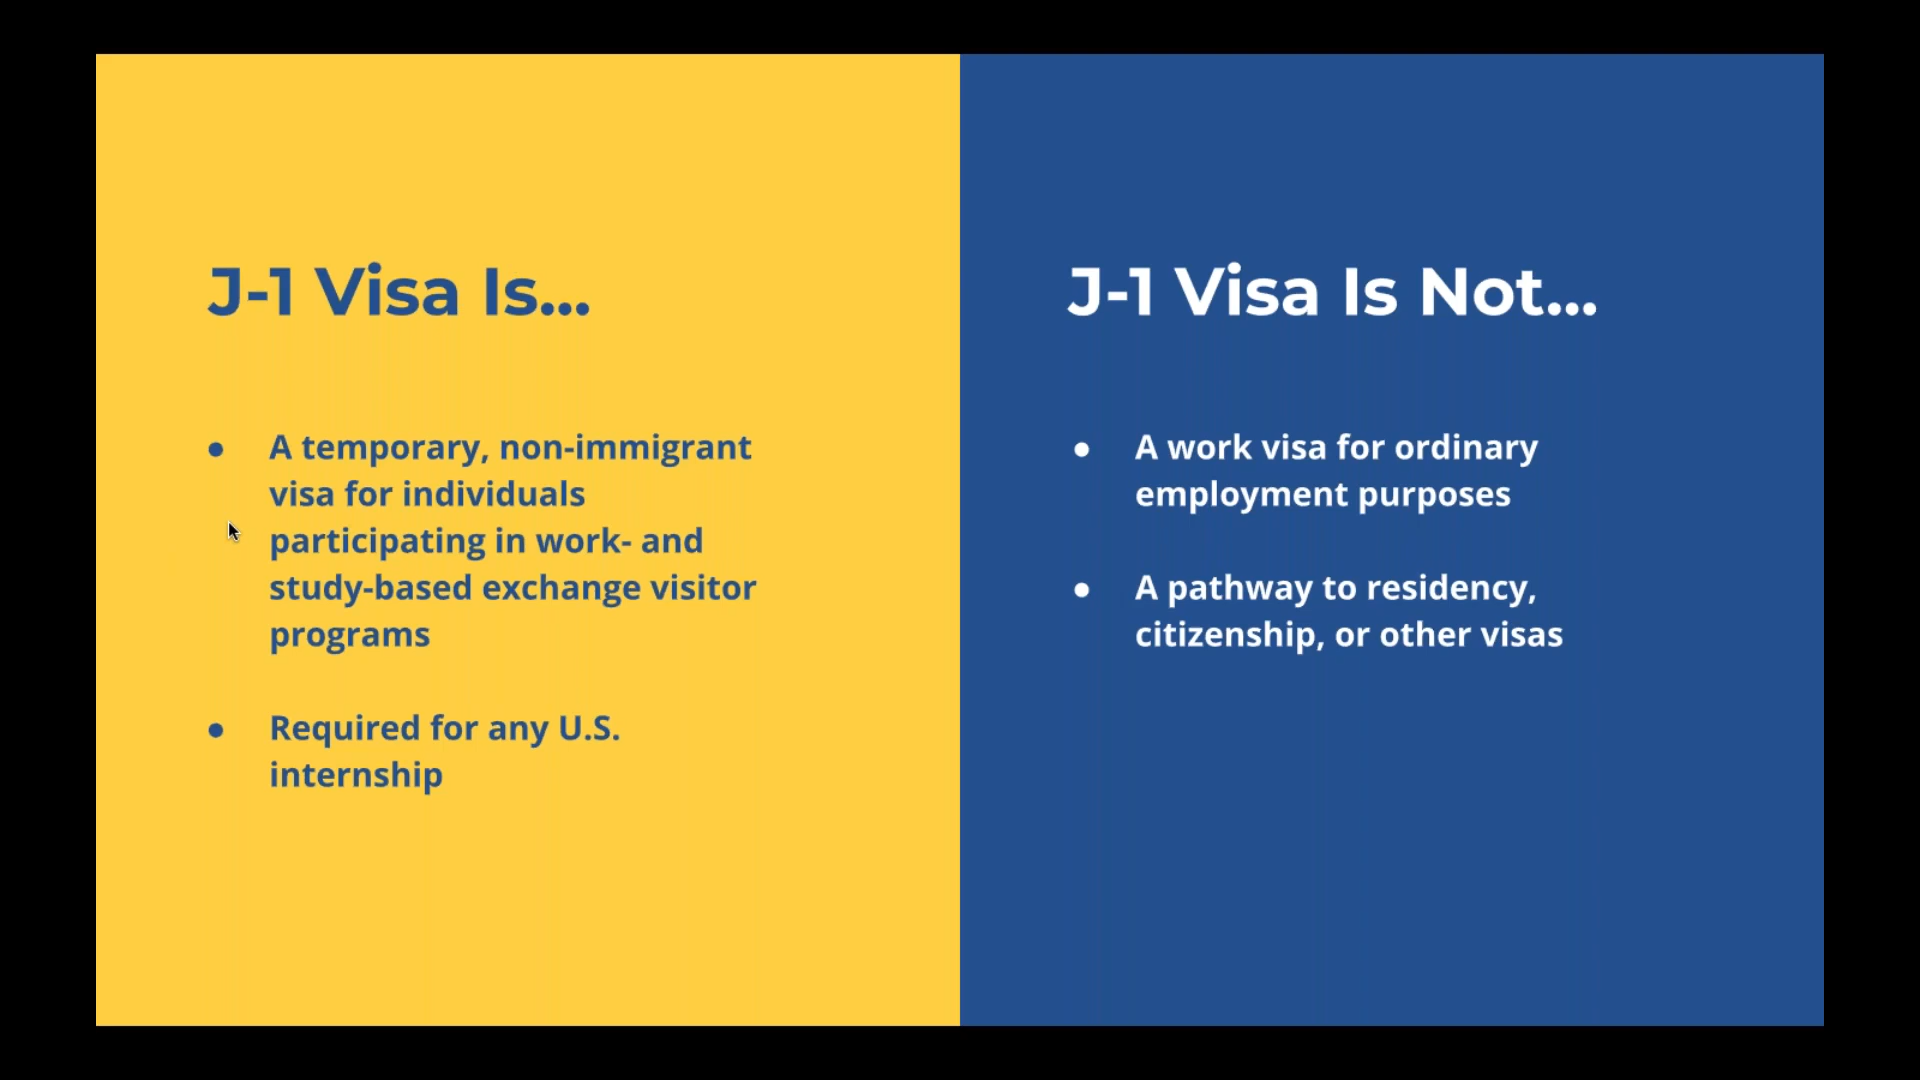 J-1 Visa Is...
● A temporary, non-immigrant
visa for individuals
participating in work- and
study-based exchange visitor
programs
● Required for any U.S.
internship
J-1 Visa Is Not...
● A work visa for ordinary
employment purposes
● A pathway to residency,
citizenship, or other visas